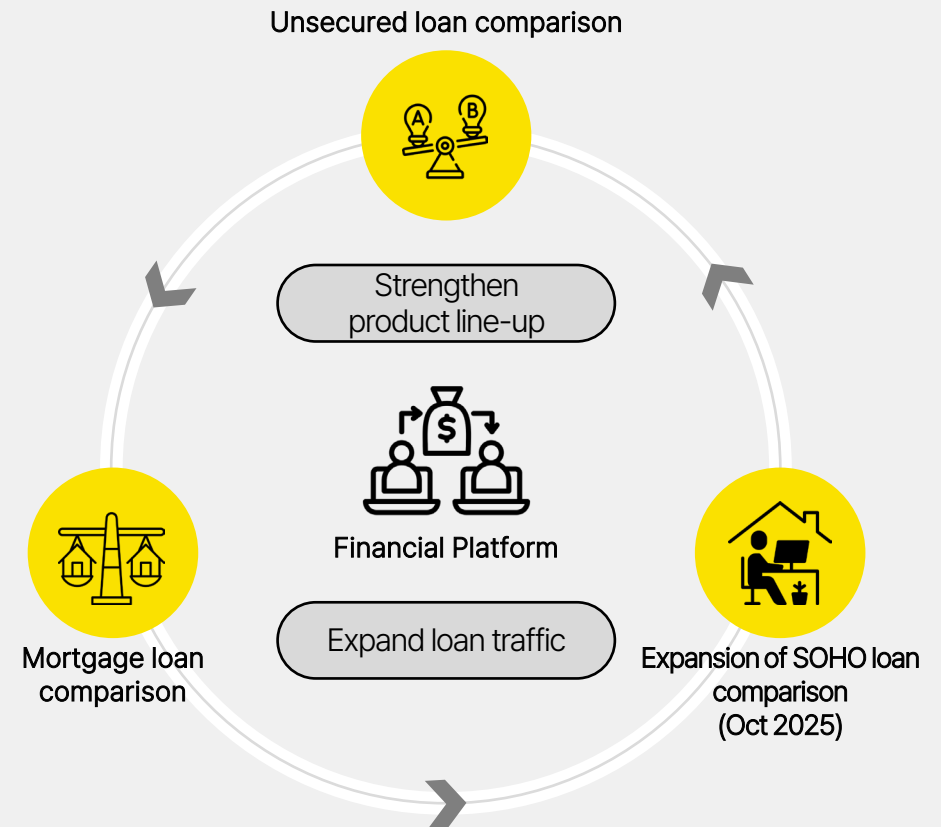 Unsecured loan comparison
A
B
Strengthen
product line-up
$
Financial Platform
Expand loan traffic
Mortgage loan
comparison
Expansion of SOHO loan
comparison
(Oct 2025)